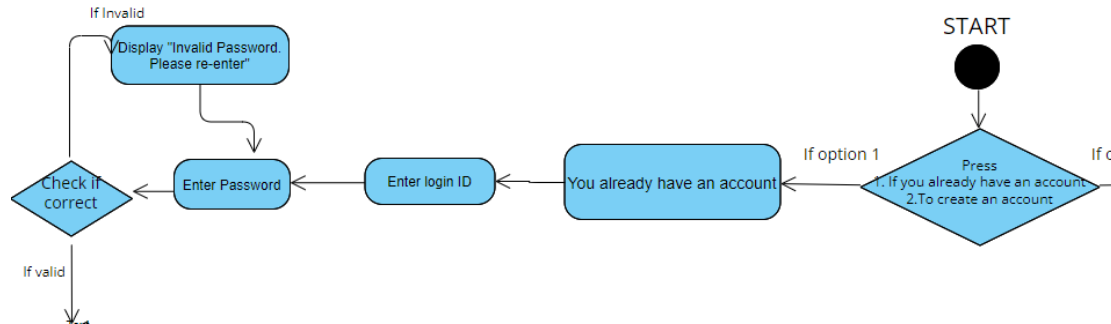 If Invalid
Display "Invalid Password.
Please re-enter"
START
Check if
correct
Enter Password
Enter login ID
You already have an account
If option 1
Press
1. If you already have an account
2.To create an account
If
If valid